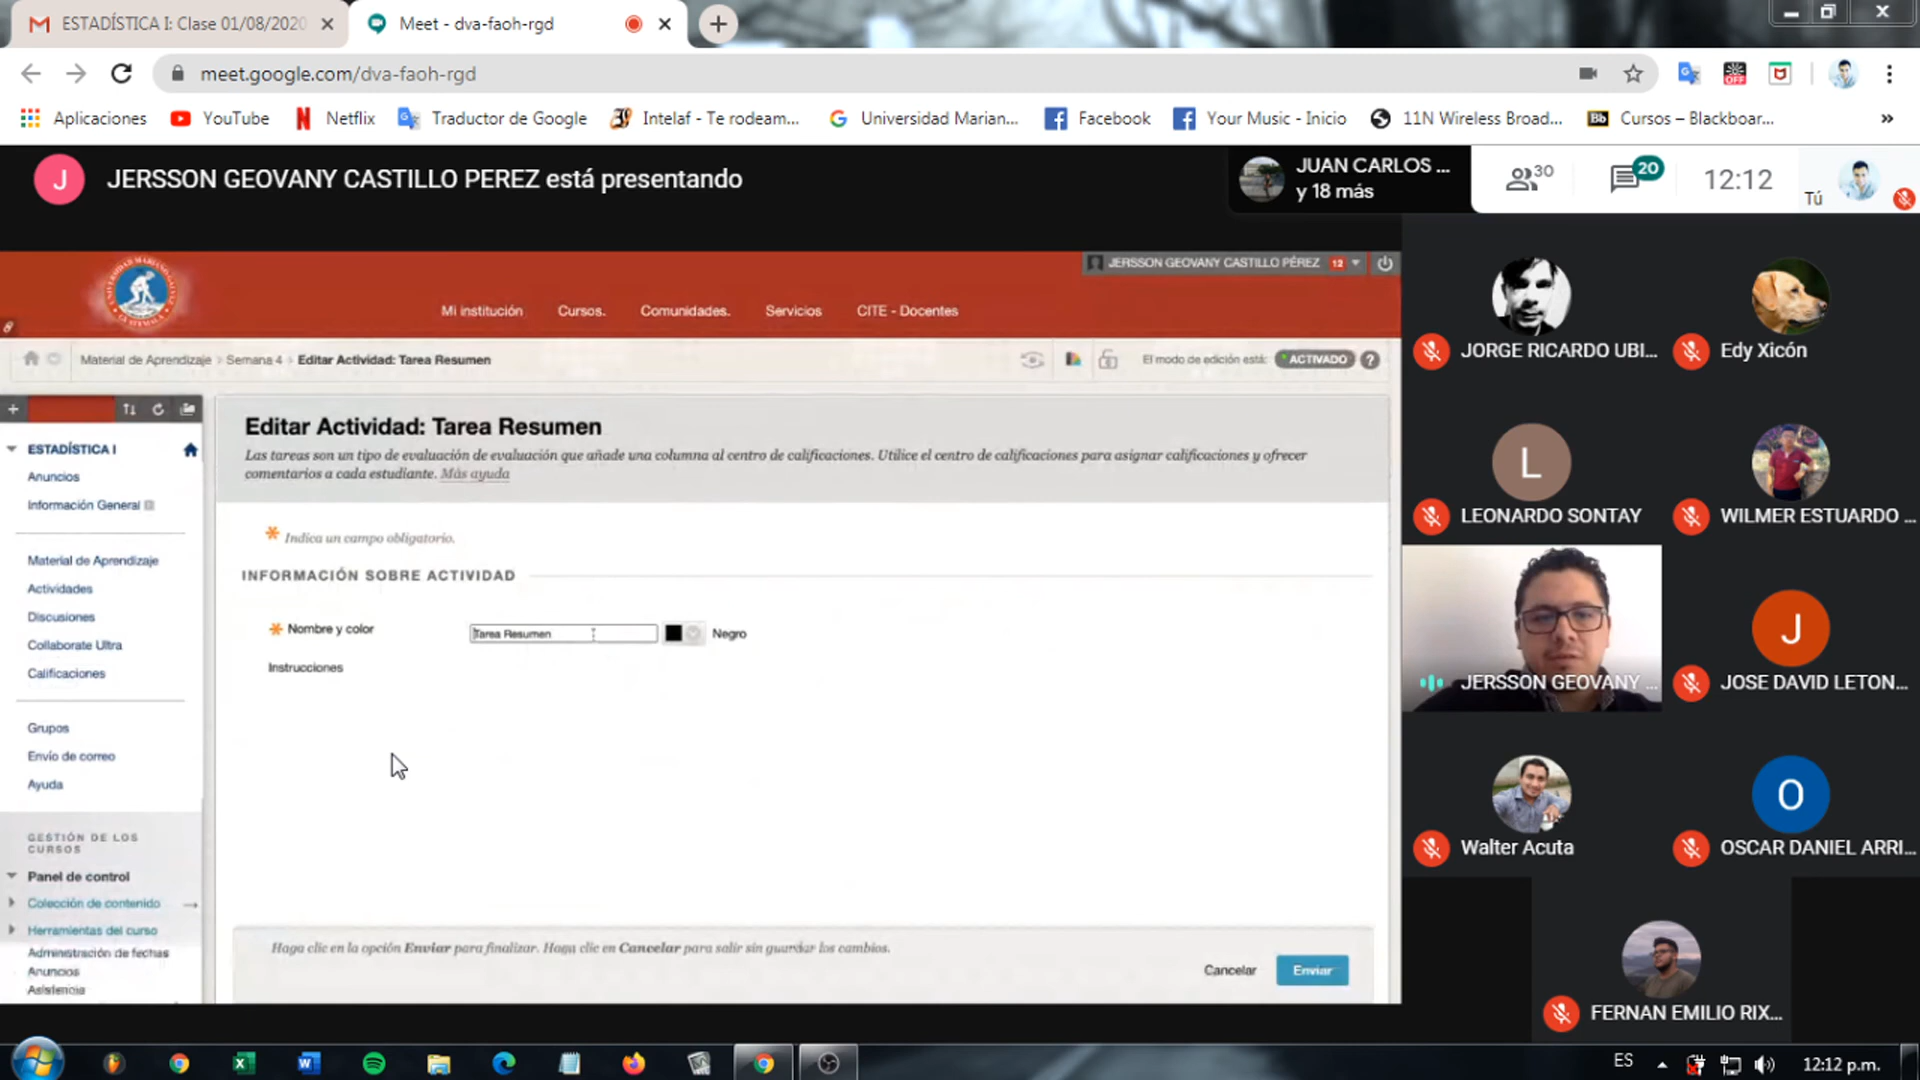 ESTADÍSTICA I: Clase 01/08/2020
Meet - dva-faoh-rgd
meet.google.com/dva-faoh-rgd
Aplicaciones
YouTube
Netflix
Traductor de Google
Intelaf - Te rodeam...
Universidad Marian...
Facebook
Your Music - Inicio
11N Wireless Broad...
Bb
Cursos – Blackboar...
»
OFF
J
JERSSON GEOVANY CASTILLO PEREZ está presentando
JUAN CARLOS ...
y 18 más
30
20
12:12
Tú
JERSSON GEOVANY CASTILLO PÉREZ 12
Mi institución
Cursos.
Comunidades.
Servicios
CITE - Docentes
Material de Aprendizaje
Semana 4
Editar Actividad: Tarea Resumen
El modo de edición está:
ACTIVADO
?
ESTADÍSTICA I
Anuncios
Información General
Material de Aprendizaje
Actividades
Discusiones
Collaborate Ultra
Calificaciones
Grupos
Envío de correo
Ayuda
GESTIÓN DE LOS
CURSOS
Panel de control
Colección de contenido
Herramientas del curso
Administración de fechas
Anuncios
Asistencia
Editar Actividad: Tarea Resumen
Las tareas son un tipo de evaluación de evaluación que añade una columna al centro de calificaciones. Utilice el centro de calificaciones para asignar calificaciones y ofrecer
comentarios a cada estudiante. Más ayuda
Indica un campo obligatorio.
INFORMACIÓN SOBRE ACTIVIDAD
Nombre y color
Tarea Resumen
Negro
Instrucciones
Haga clic en la opción Enviar para finalizar. Haga clic en Cancelar para salir sin guardar los cambios.
Cancelar
Enviar
JORGE RICARDO UBI...
Edy Xicón
L
LEONARDO SONTAY
WILMER ESTUARDO ...
JERSSON GEOVANY ...
J
JOSE DAVID LETON...
Walter Acuta
O
OSCAR DANIEL ARRI...
FERNAN EMILIO RIX...
ES
12:12 p.m.